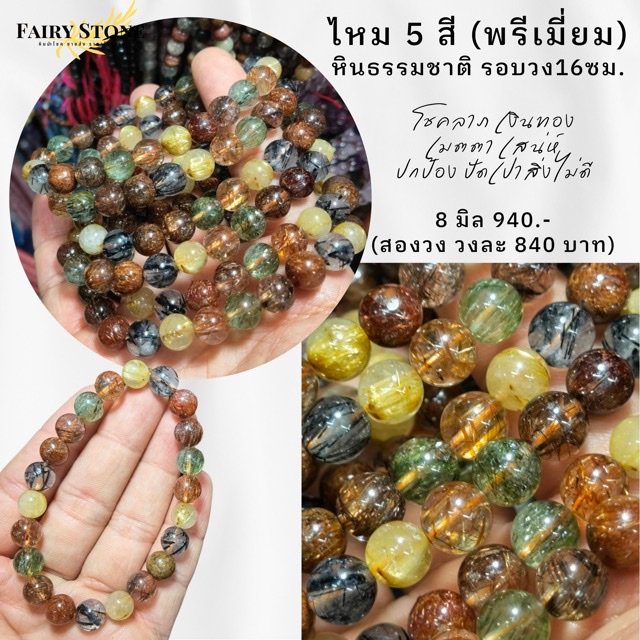 FAIRY STONE
ไหม 5 สี (พรีเมี่ยม)
หินธรรมชาติ รอบวง16ซม.
โชคลาภ เงินทอง
เมตตา เสน่ห์
ปกป้อง ปัดเป่าสิ่งไม่ดี
8 มิล 940.-
(สองวง วงละ 840 บาท)